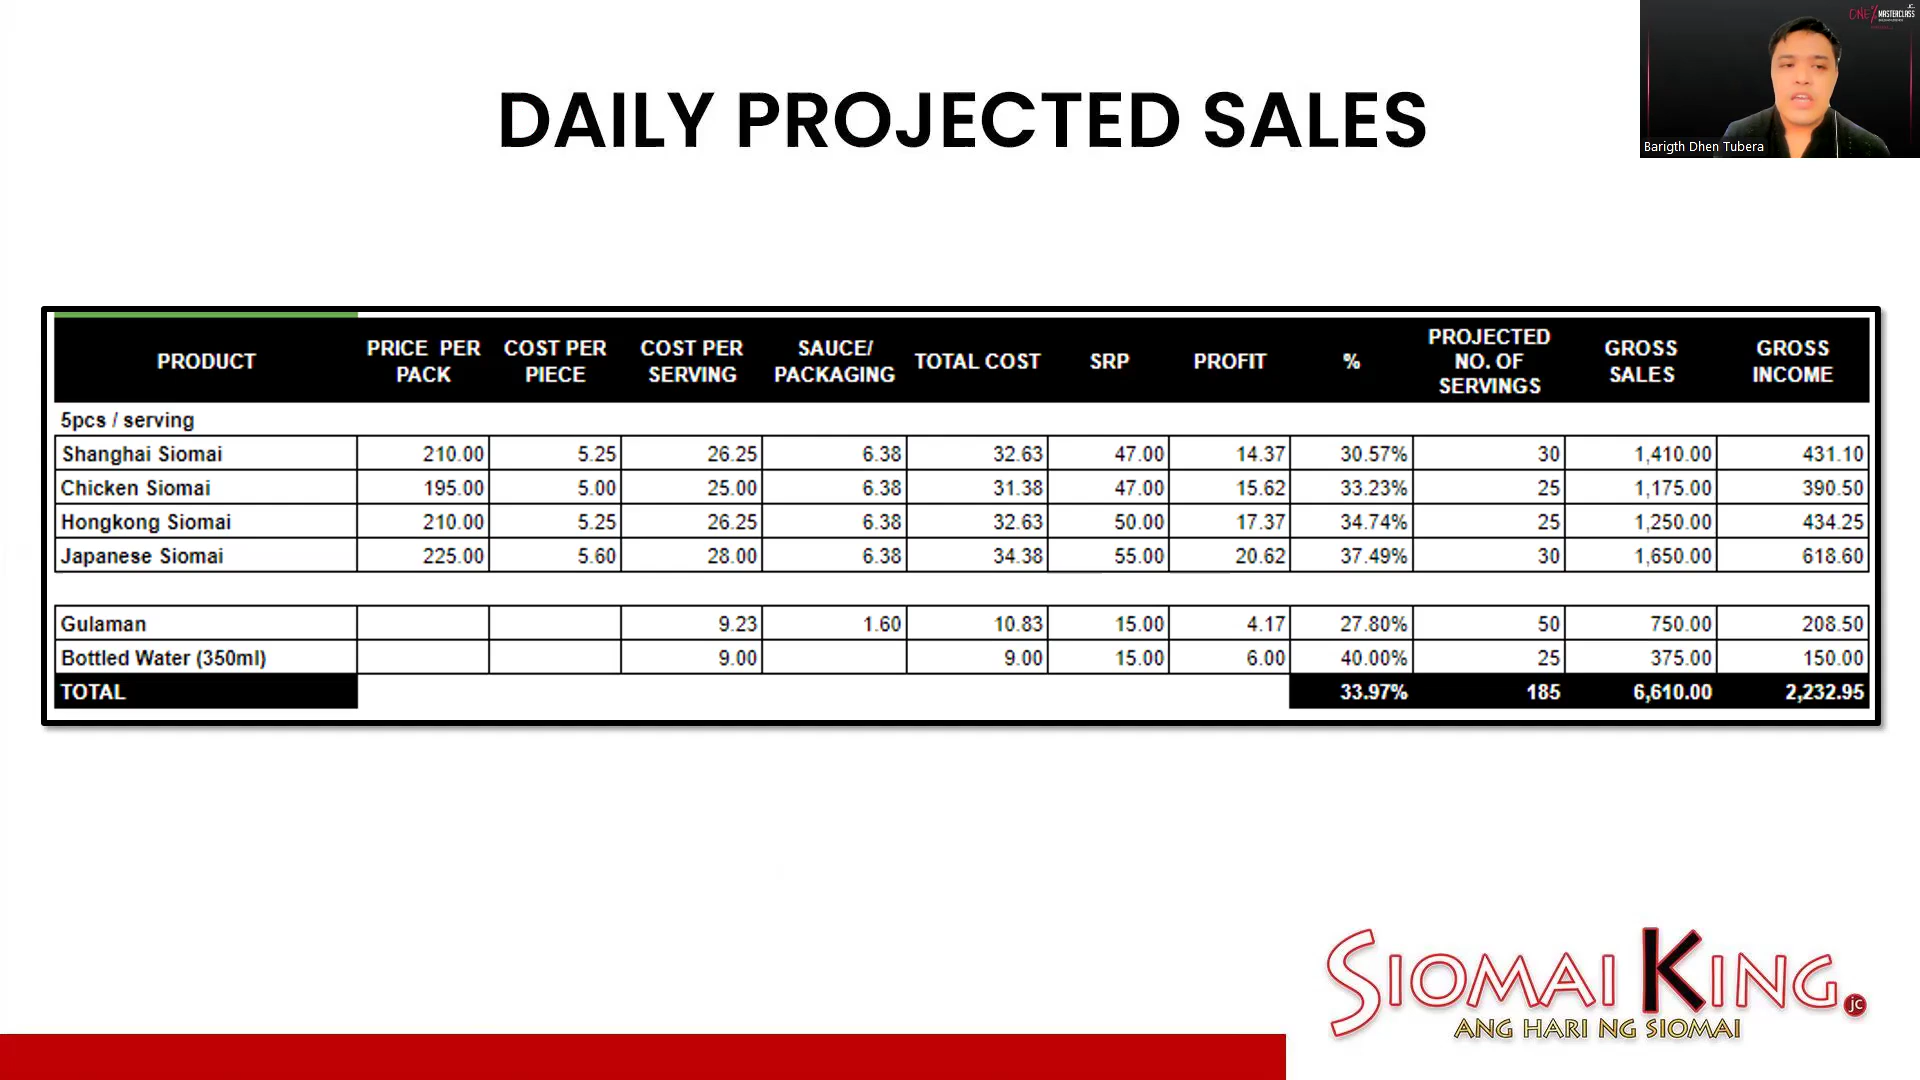 JC
ONE% MASTERCLASS
Barigth Dhen Tubera
DAILY PROJECTED SALES
PRODUCT PRICE PER PACK COST PER PIECE COST PER SERVING SAUCE/ PACKAGING TOTAL COST SRP PROFIT % PROJECTED NO. OF SERVINGS GROSS SALES GROSS INCOME
5pcs / serving
Shanghai Siomai 210.00 5.25 26.25 6.38 32.63 47.00 14.37 30.57% 30 1,410.00 431.10
Chicken Siomai 195.00 5.00 25.00 6.38 31.38 47.00 15.62 33.23% 25 1,175.00 390.50
Hongkong Siomai 210.00 5.25 26.25 6.38 32.63 50.00 17.37 34.74% 25 1,250.00 434.25
Japanese Siomai 225.00 5.60 28.00 6.38 34.38 55.00 20.62 37.49% 30 1,650.00 618.60
Gulaman 9.23 1.60 10.83 15.00 4.17 27.80% 50 750.00 208.50
Bottled Water (350ml) 9.00 9.00 15.00 6.00 40.00% 25 375.00 150.00
TOTAL 33.97% 185 6,610.00 2,232.95
SIOMAI KING
jc
ANG HARI NG SIOMAI